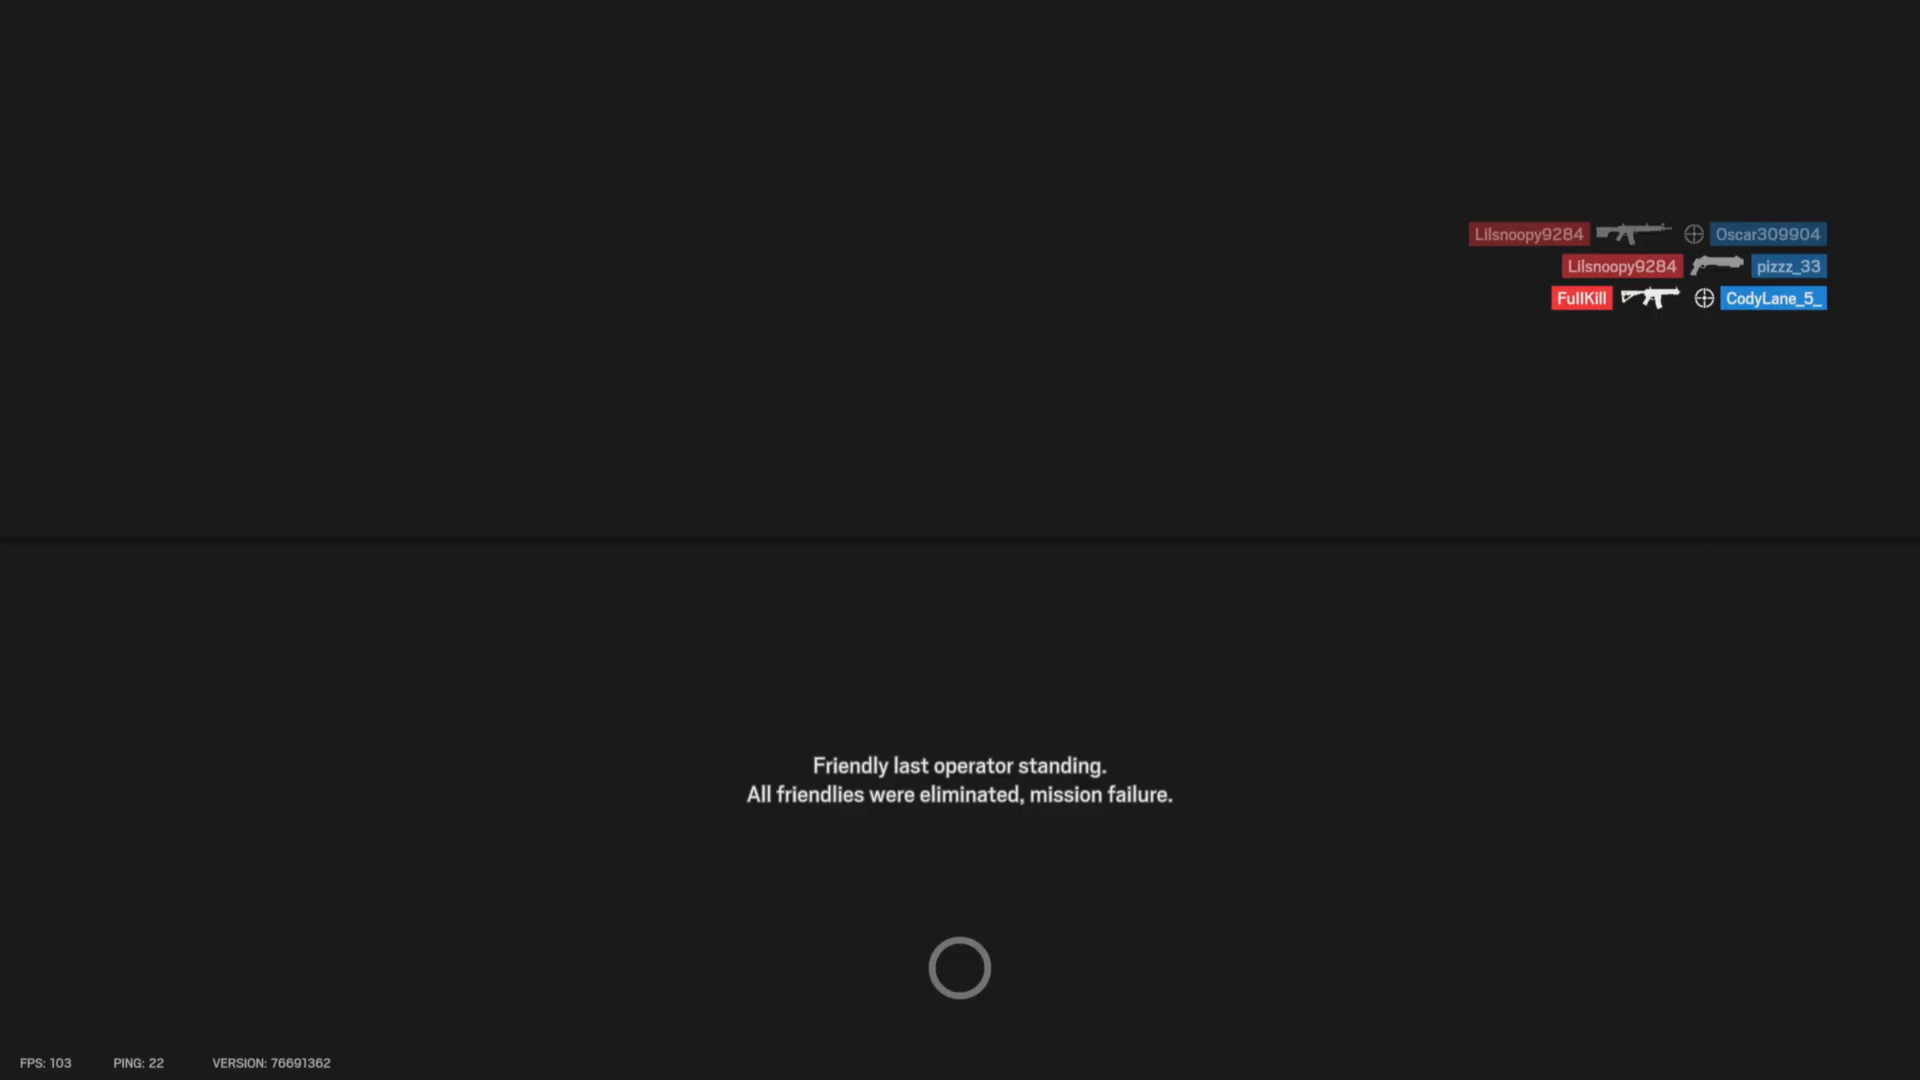 Lilsnoopy9284 Oscar309904
Lilsnoopy9284 pizzz_33
FullKill CodyLane_5_
Friendly last operator standing.
All friendlies were eliminated, mission failure.
FPS: 103 PING: 22 VERSION: 76691362